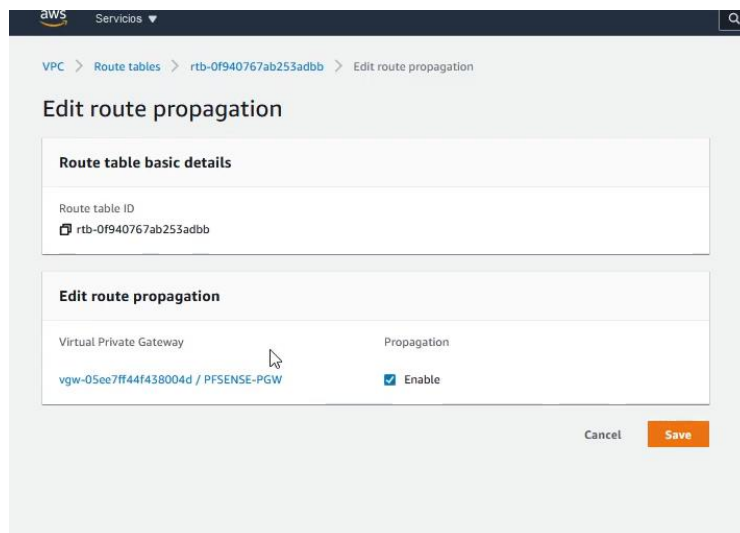 aws Servicios ▼
VPC > Route tables > rtb-0f940767ab253adbb > Edit route propagation
Edit route propagation
Route table basic details
Route table ID
rtb-0f940767ab253adbb
Edit route propagation
Virtual Private Gateway Propagation
vgw-05ee7ff44f438004d / PFSENSE-PGW Enable
Cancel Save